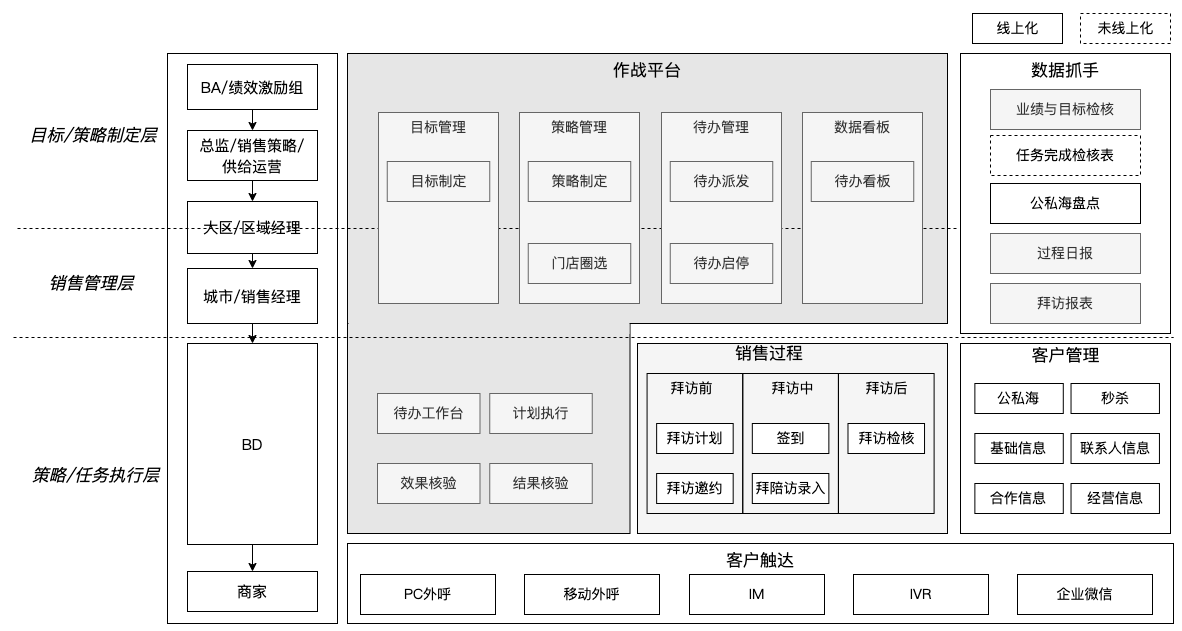 线上化
未线上化
目标/策略制定层
销售管理层
策略/任务执行层
BA/绩效激励组
总监/销售策略/
供给运营
大区/区域经理
城市/销售经理
BD
商家
作战平台
目标管理
目标制定
策略管理
策略制定
门店圈选
待办管理
待办派发
待办启停
数据看板
待办看板
待办工作台
计划执行
效果核验
结果核验
数据抓手
业绩与目标检核
任务完成检核表
公私海盘点
过程日报
拜访报表
销售过程
拜访前
拜访计划
拜访邀约
拜访中
签到
拜陪访录入
拜访后
拜访检核
客户管理
公私海
秒杀
基础信息
联系人信息
合作信息
经营信息
客户触达
PC外呼
移动外呼
IM
IVR
企业微信